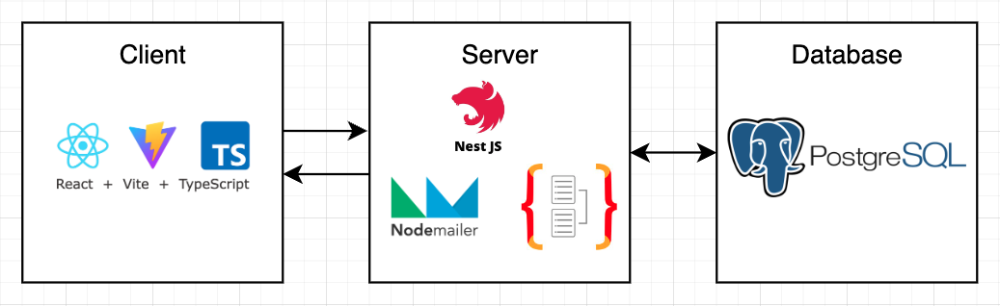 Client
Server
Database
Nest JS
TS
React + Vite + TypeScript
PostgreSQL
Nodemailer